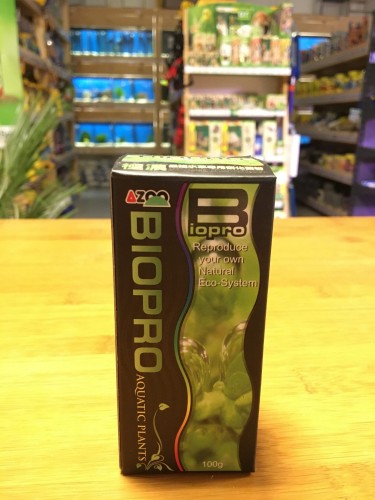 AZOO
BIOPRO
AQUATIC PLANTS
Biopro
Reproduce
your own
Natural
Eco-System
100g